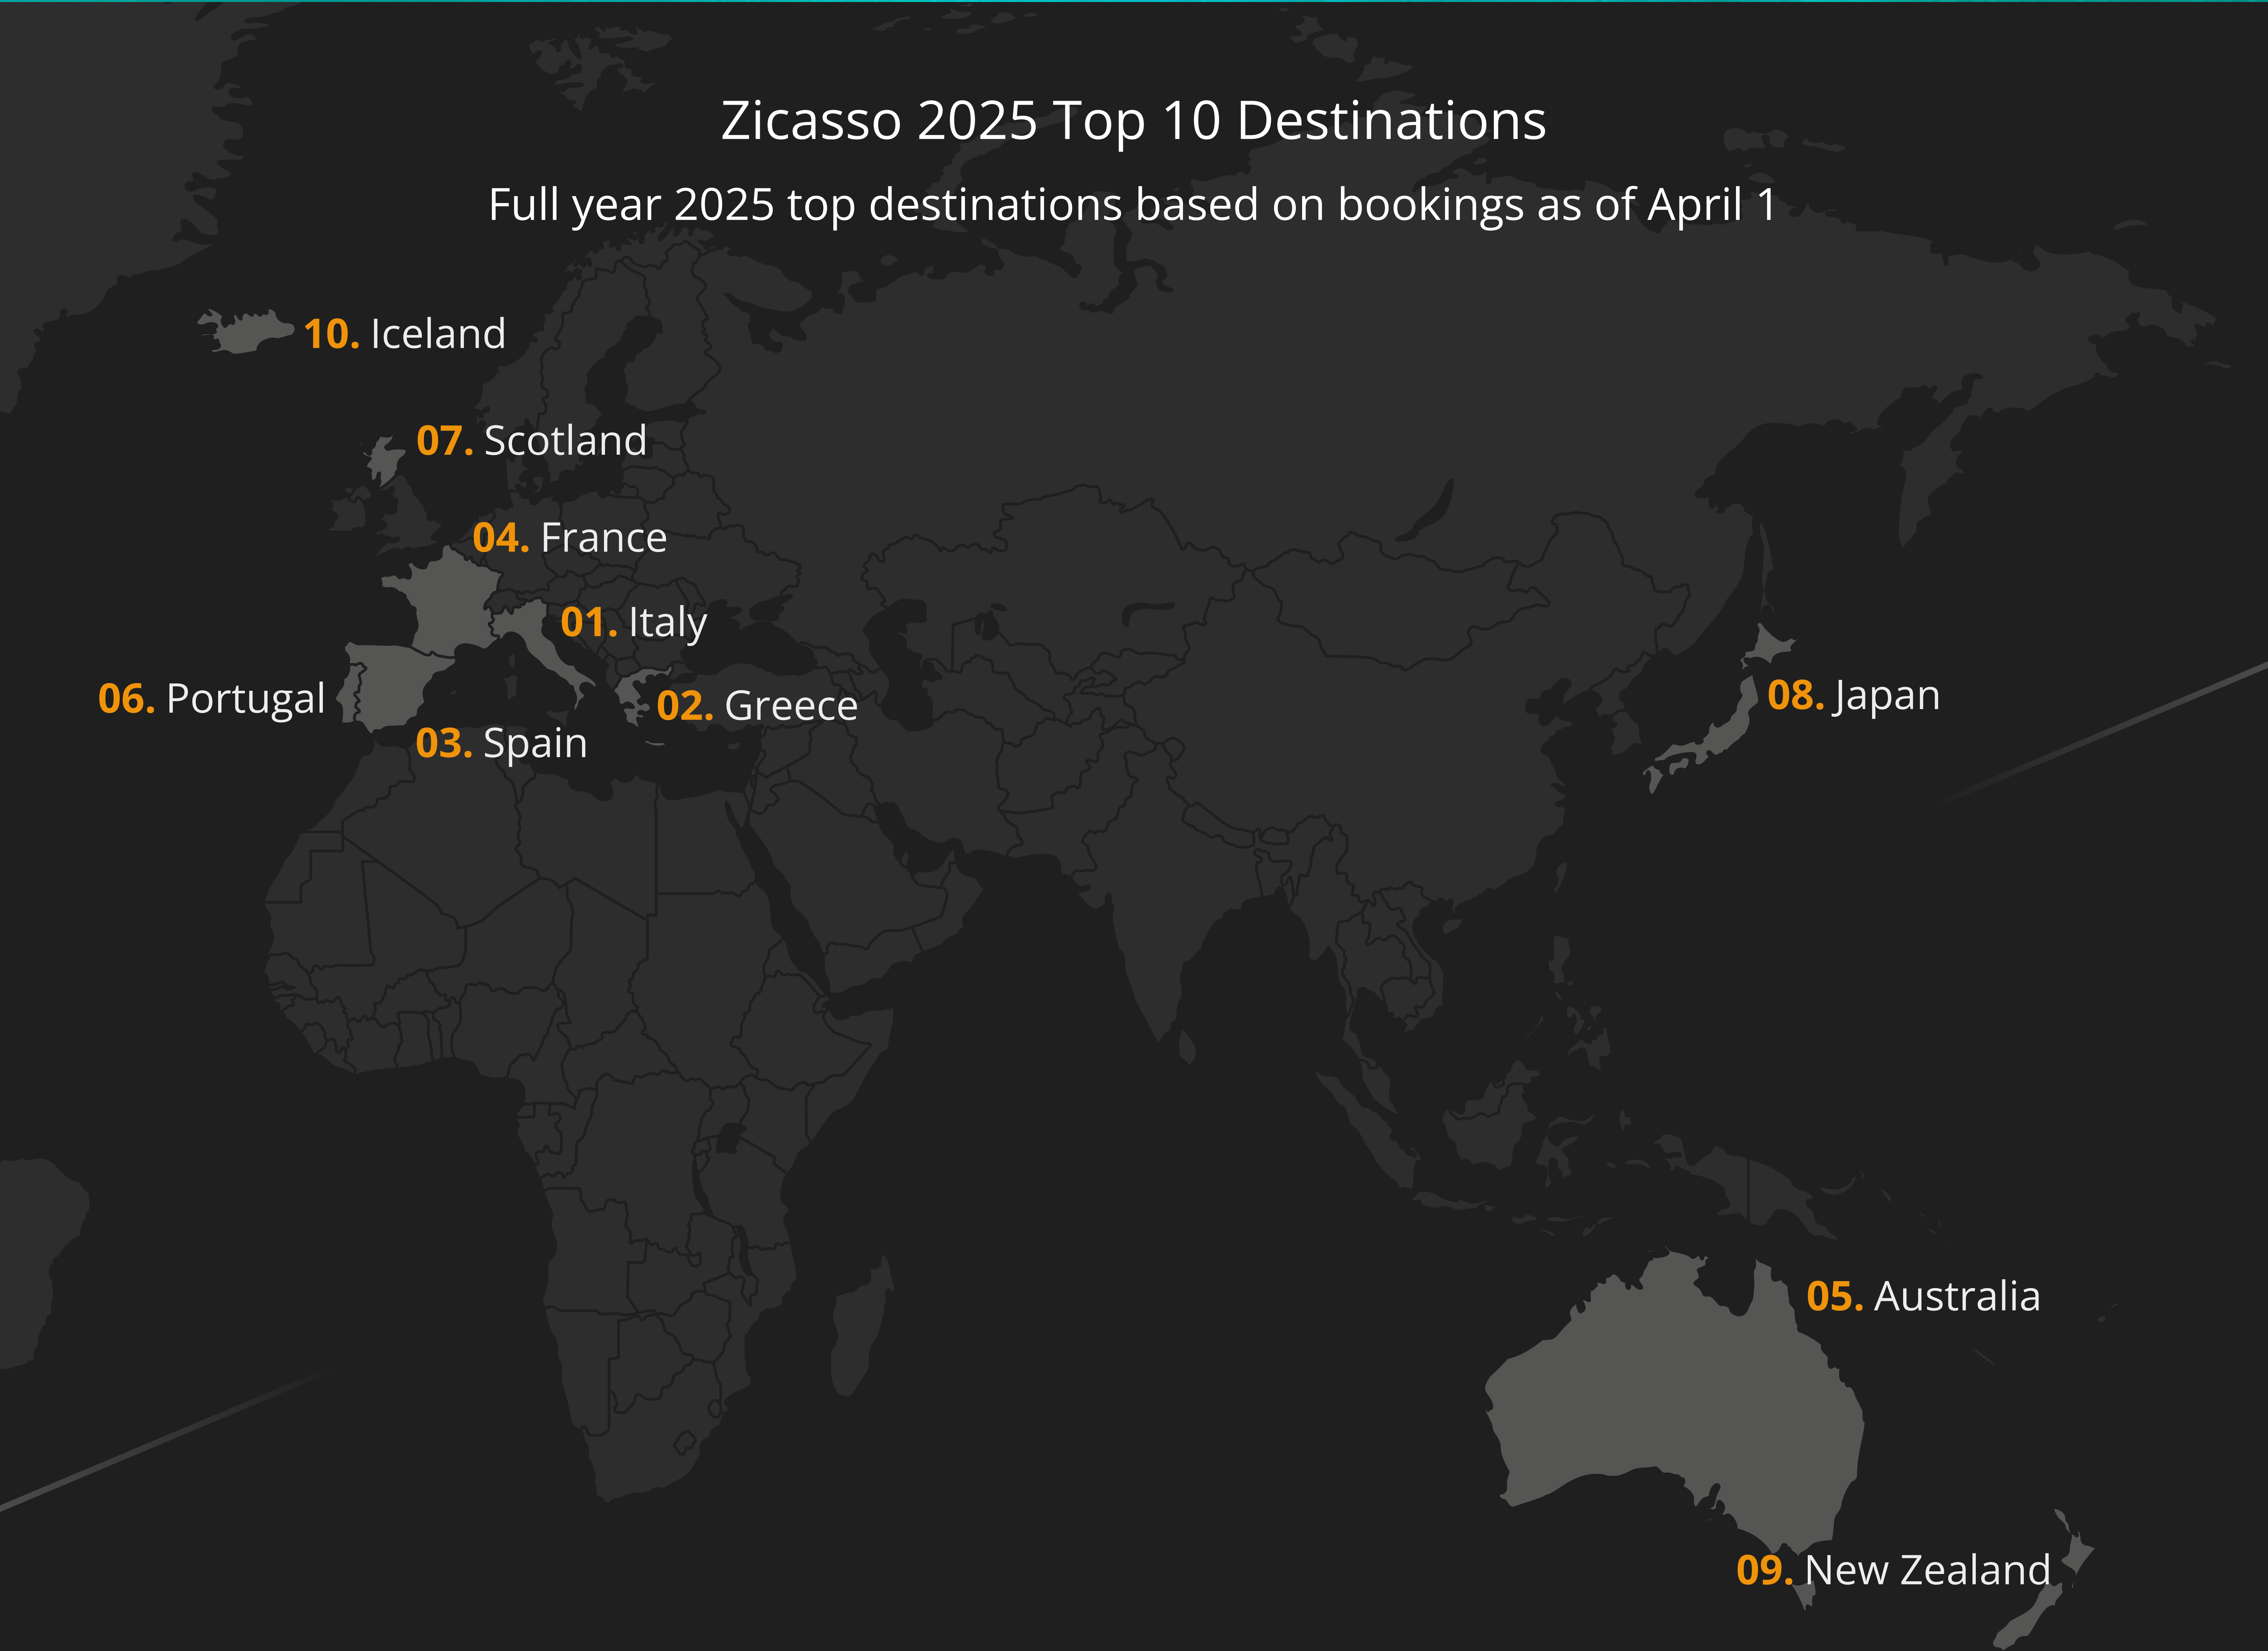 Zicasso 2025 Top 10 Destinations
Full year 2025 top destinations based on bookings as of April 1
10. Iceland
07. Scotland
04. France
01. Italy
06. Portugal
02. Greece
08. Japan
03. Spain
05. Australia
09. New Zealand